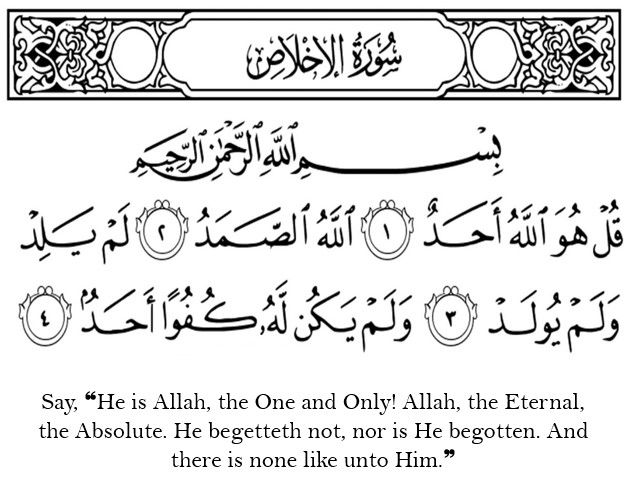 سُورَةُ الإِخْلَاصِ
بِسْمِ ٱللَّهِ ٱلرَّحْمَٰنِ ٱلرَّحِيمِ
قُلْ هُوَ ٱللَّهُ أَحَدٌ ١ ٱللَّهُ ٱلصَّمَدُ ٢ لَمْ يَلِدْ
وَلَمْ يُولَدْ ٣ وَلَمْ يَكُن لَّهُۥ كُفُوًا أَحَدٌۢ ٤
Say, ❝He is Allah, the One and Only! Allah, the Eternal,
the Absolute. He begetteth not, nor is He begotten. And
there is none like unto Him.❞